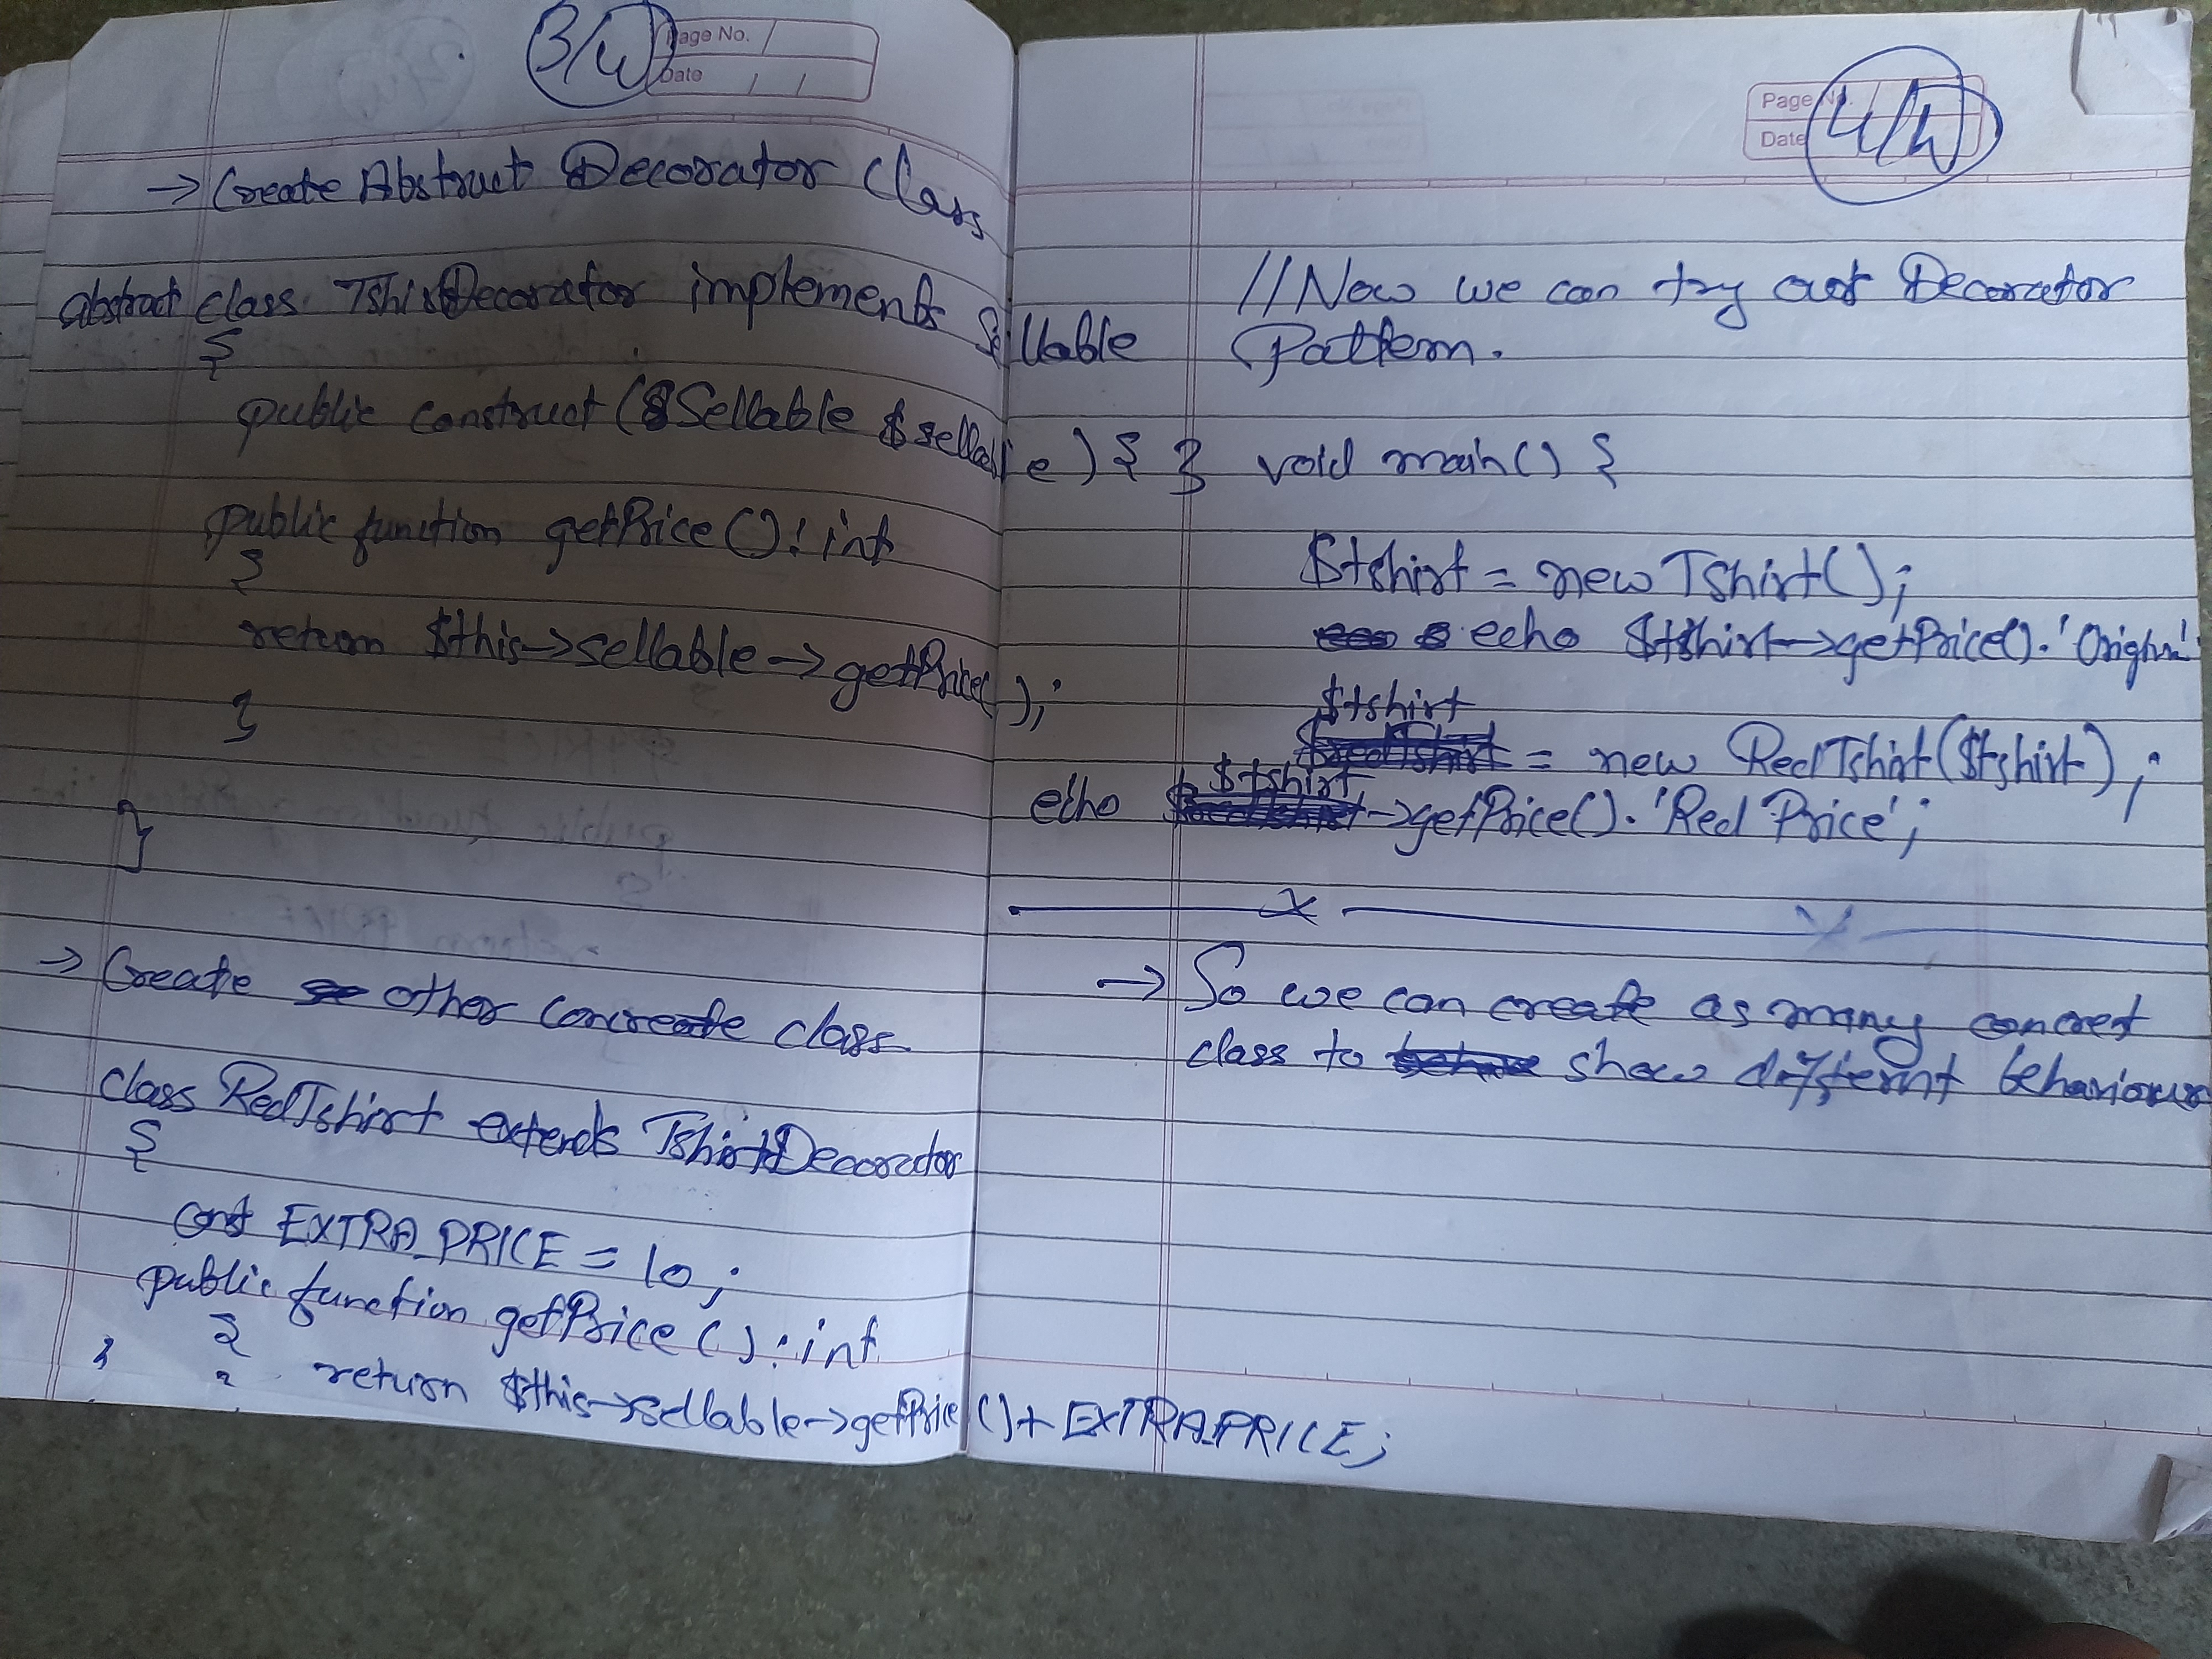 3/4
Page No.
Date / /
→ Create Abstract Decorator Class
abstract class TshirtDecorator implements Sellable
{
public construct (Sellable $sellable) { }
public function getPrice() : int
{
return $this->sellable->getPrice();
}
}
→ Create other concrete class
class RedTshirt extends TshirtDecorator
{
const EXTRA_PRICE = 10;
public function getPrice() : int
{
return $this->sellable->getPrice() + EXTRA_PRICE;
}
4/4
Page N
Date
// Now we can try out Decorator
Pattern.
void main() {
$tshirt = new Tshirt();
echo $tshirt->getPrice().'Origin'
$tshirt = new RedTshirt($tshirt);
echo $tshirt->getPrice().'Red Price';
x
→ So we can create as many concret
class to show different behaviour